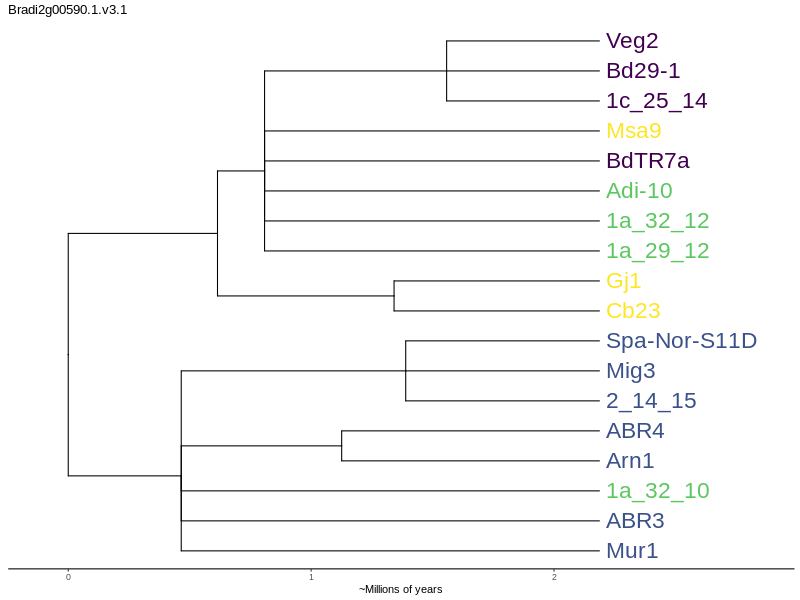 Bradi2g00590.1.v3.1
Veg2
Bd29-1
1c_25_14
Msa9
BdTR7a
Adi-10
1a_32_12
1a_29_12
Gj1
Cb23
Spa-Nor-S11D
Mig3
2_14_15
ABR4
Arn1
1a_32_10
ABR3
Mur1
0 1 2
~Millions of years